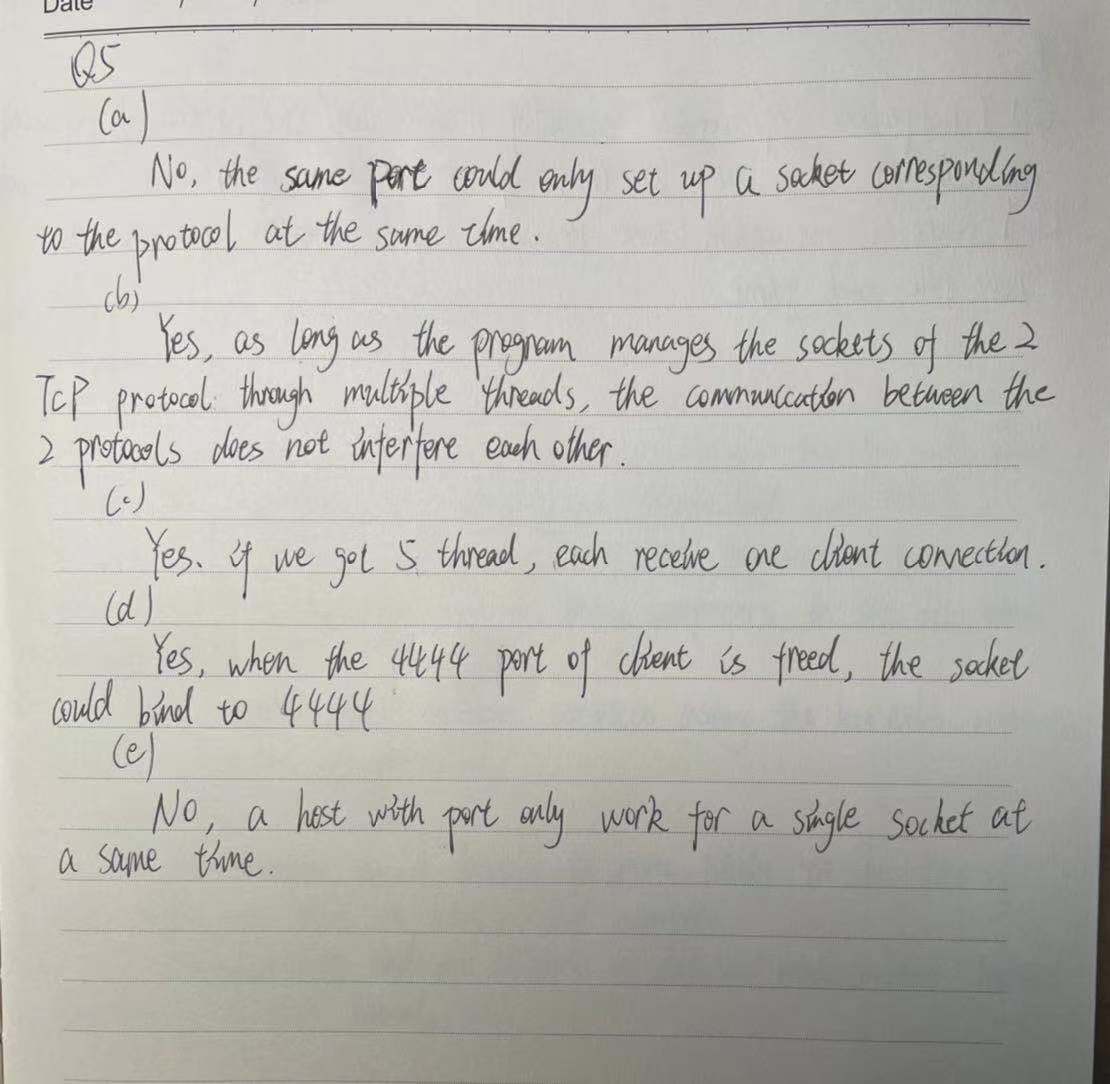 Date
Q5
(a)
No, the same port could only set up a socket corresponding
to the protocol at the same time.
(b)
Yes, as long as the program manages the sockets of the 2
TCP protocol through multiple threads, the communication between the
2 protocols does not interfere each other.
(c)
Yes. if we got 5 thread, each receive one client connection.
(d)
Yes, when the 4444 port of client is freed, the socket
could bind to 4444
(e)
No, a host with port only work for a single socket at
a same time.